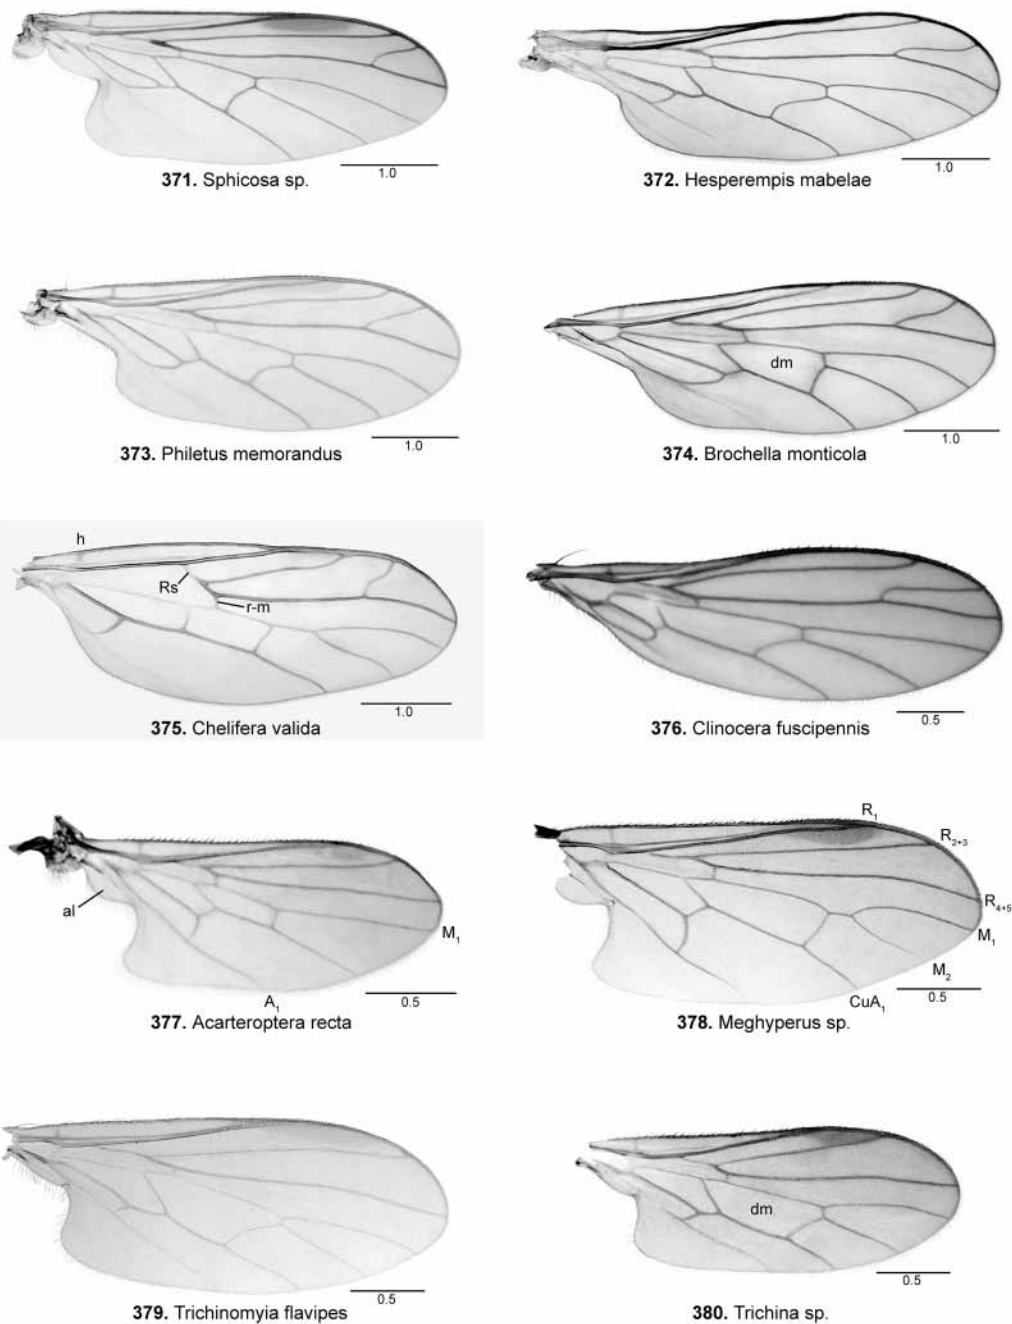 1.0
371. Sphicosa sp.
1.0
372. Hesperempis mabelae
1.0
373. Philetus memorandus
dm
1.0
374. Brochella monticola
h
Rs
r-m
1.0
375. Chelifera valida
0.5
376. Clinocera fuscipennis
al
M1
A1
0.5
377. Acarteroptera recta
R1
R2+3
R4+5
M1
M2
CuA1
0.5
378. Meghyperus sp.
0.5
379. Trichinomyia flavipes
dm
0.5
380. Trichina sp.